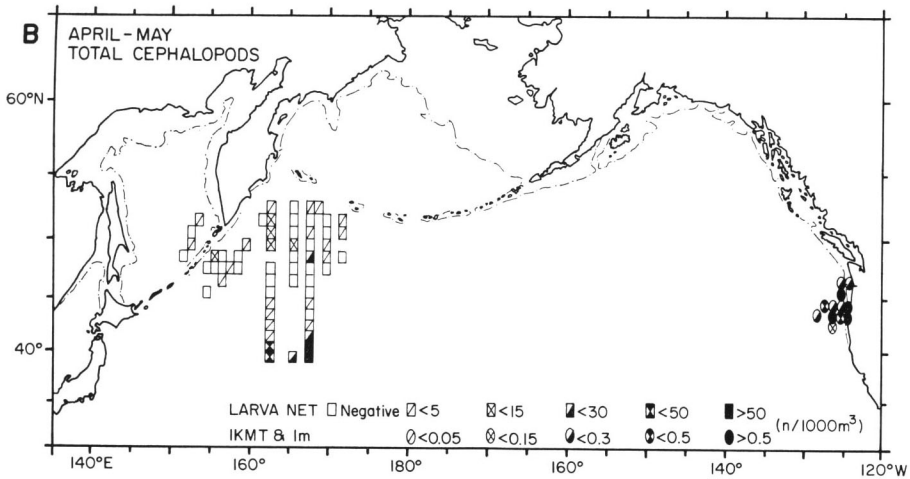 B
APRIL-MAY
TOTAL CEPHALOPODS
60°N
40°
LARVA NET Negative <5 <15 <30 <50 >50
(n/1000m³)
IKMT & 1m <0.05 <0.15 <0.3 <0.5 >0.5
140°E 160° 180° 160° 140° 120°W